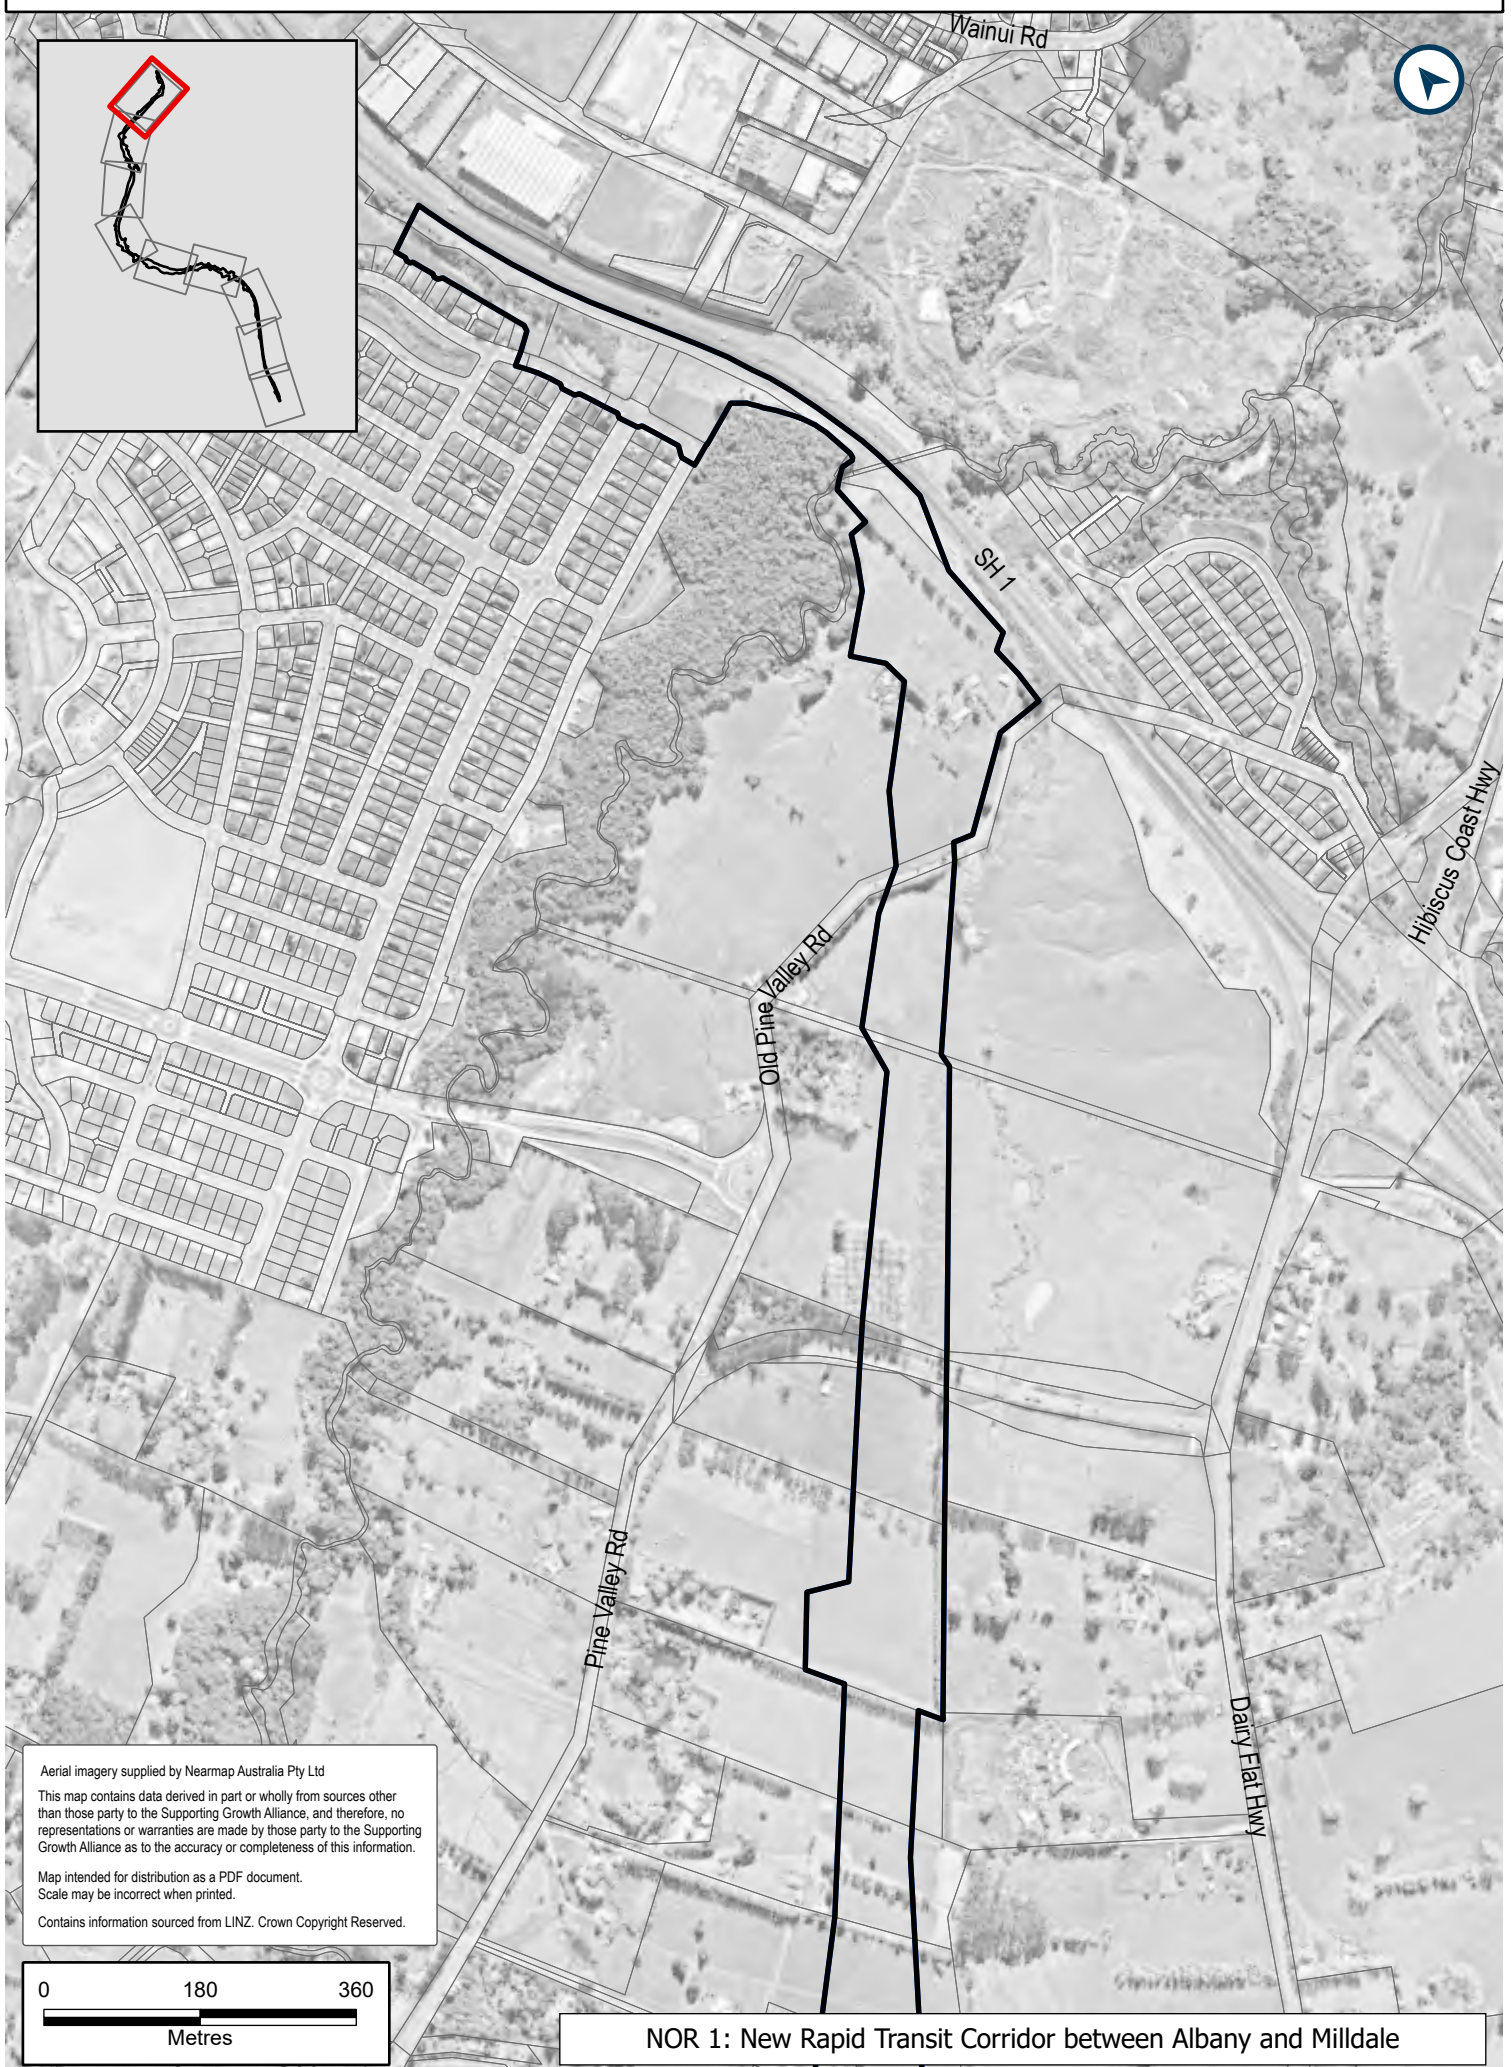 Wainui Rd
SH 1
Hibiscus Coast Hwy
Old Pine Valley Rd
Pine Valley Rd
Dairy Flat Hwy
Aerial imagery supplied by Nearmap Australia Pty Ltd
This map contains data derived in part or wholly from sources other
than those party to the Supporting Growth Alliance, and therefore, no
representations or warranties are made by those party to the Supporting
Growth Alliance as to the accuracy or completeness of this information.
Map intended for distribution as a PDF document.
Scale may be incorrect when printed.
Contains information sourced from LINZ. Crown Copyright Reserved.
0 180 360
Metres
NOR 1: New Rapid Transit Corridor between Albany and Milldale